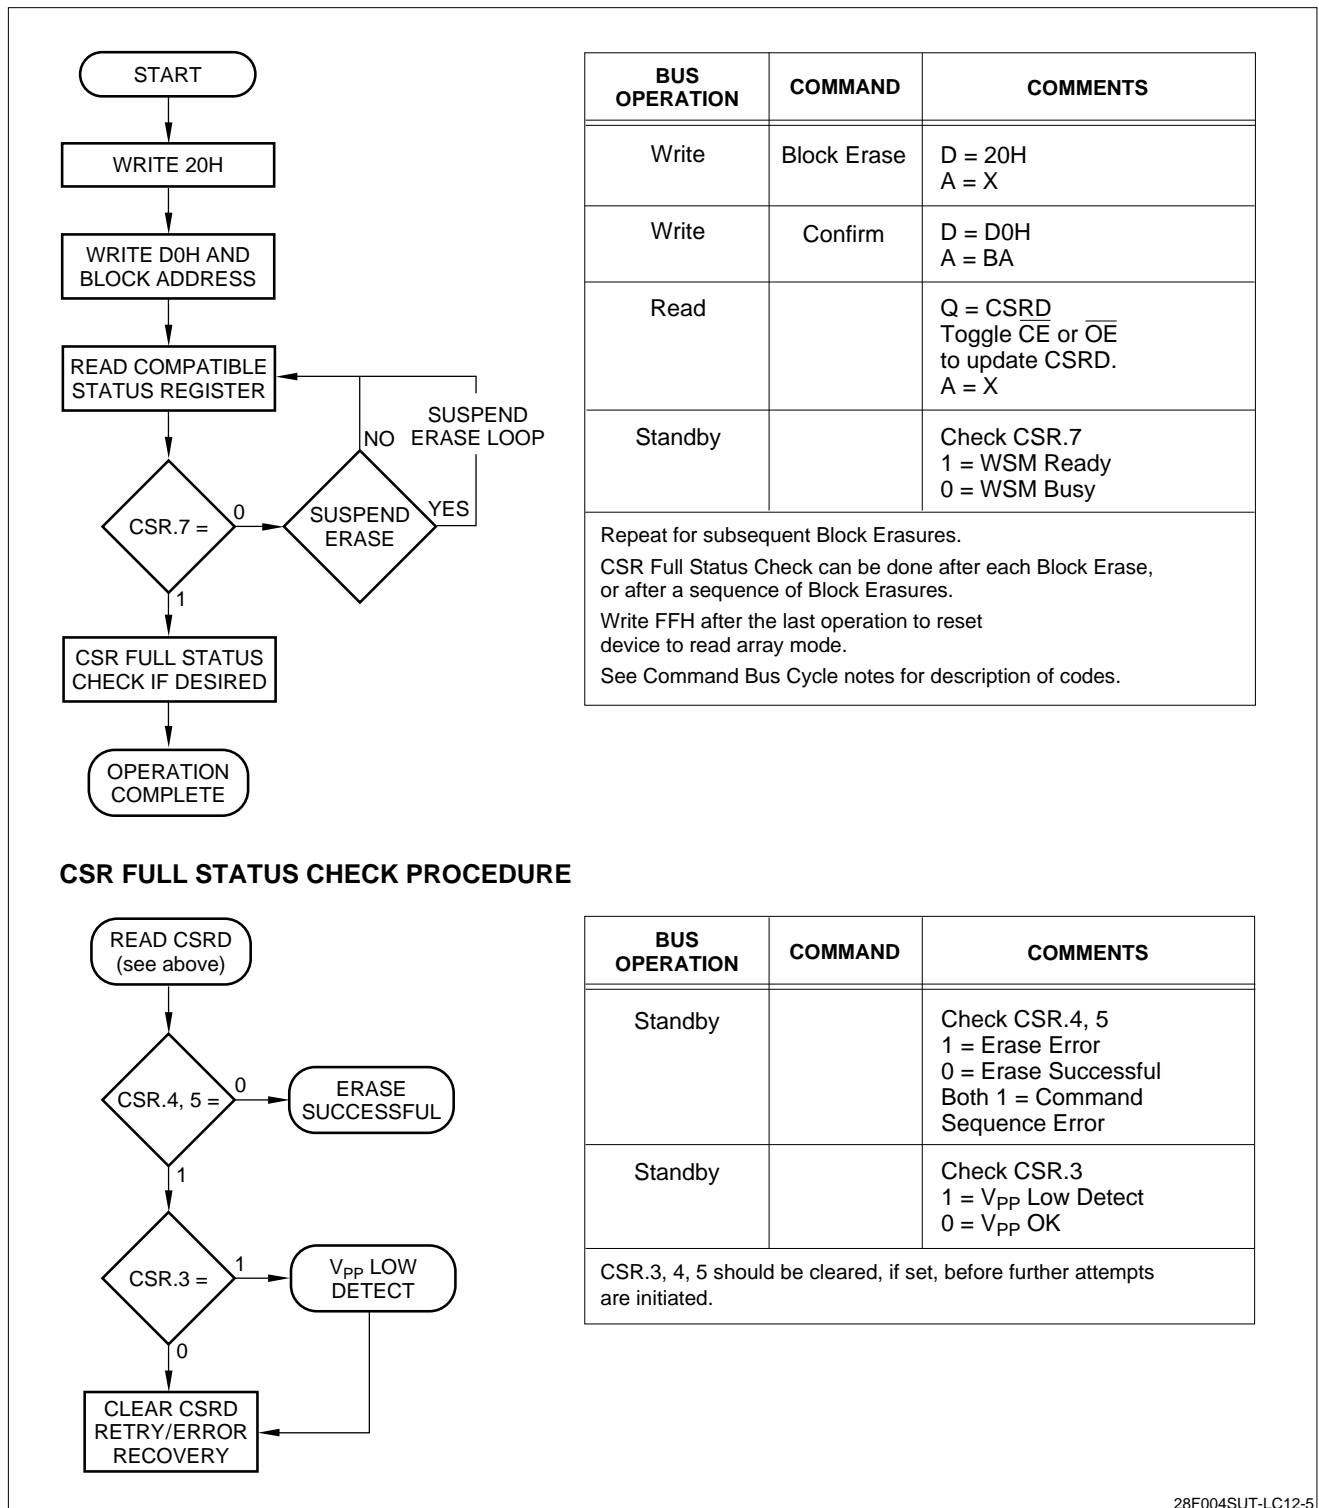 START
WRITE 20H
WRITE D0H AND
BLOCK ADDRESS
READ COMPATIBLE
STATUS REGISTER
SUSPEND
ERASE LOOP
NO
CSR.7 =
0
SUSPEND
ERASE
YES
1
CSR FULL STATUS
CHECK IF DESIRED
OPERATION
COMPLETE
BUS
OPERATION
COMMAND
COMMENTS
Write
Block Erase
D = 20H
A = X
Write
Confirm
D = D0H
A = BA
Read
Q = CSRD
Toggle C̅E̅ or O̅E̅
to update CSRD.
A = X
Standby
Check CSR.7
1 = WSM Ready
0 = WSM Busy
Repeat for subsequent Block Erasures.
CSR Full Status Check can be done after each Block Erase,
or after a sequence of Block Erasures.
Write FFH after the last operation to reset
device to read array mode.
See Command Bus Cycle notes for description of codes.
CSR FULL STATUS CHECK PROCEDURE
READ CSRD
(see above)
CSR.4, 5 =
0
ERASE
SUCCESSFUL
1
CSR.3 =
1
VPP LOW
DETECT
0
CLEAR CSRD
RETRY/ERROR
RECOVERY
BUS
OPERATION
COMMAND
COMMENTS
Standby
Check CSR.4, 5
1 = Erase Error
0 = Erase Successful
Both 1 = Command
Sequence Error
Standby
Check CSR.3
1 = VPP Low Detect
0 = VPP OK
CSR.3, 4, 5 should be cleared, if set, before further attempts
are initiated.
28F004SUT-LC12-5